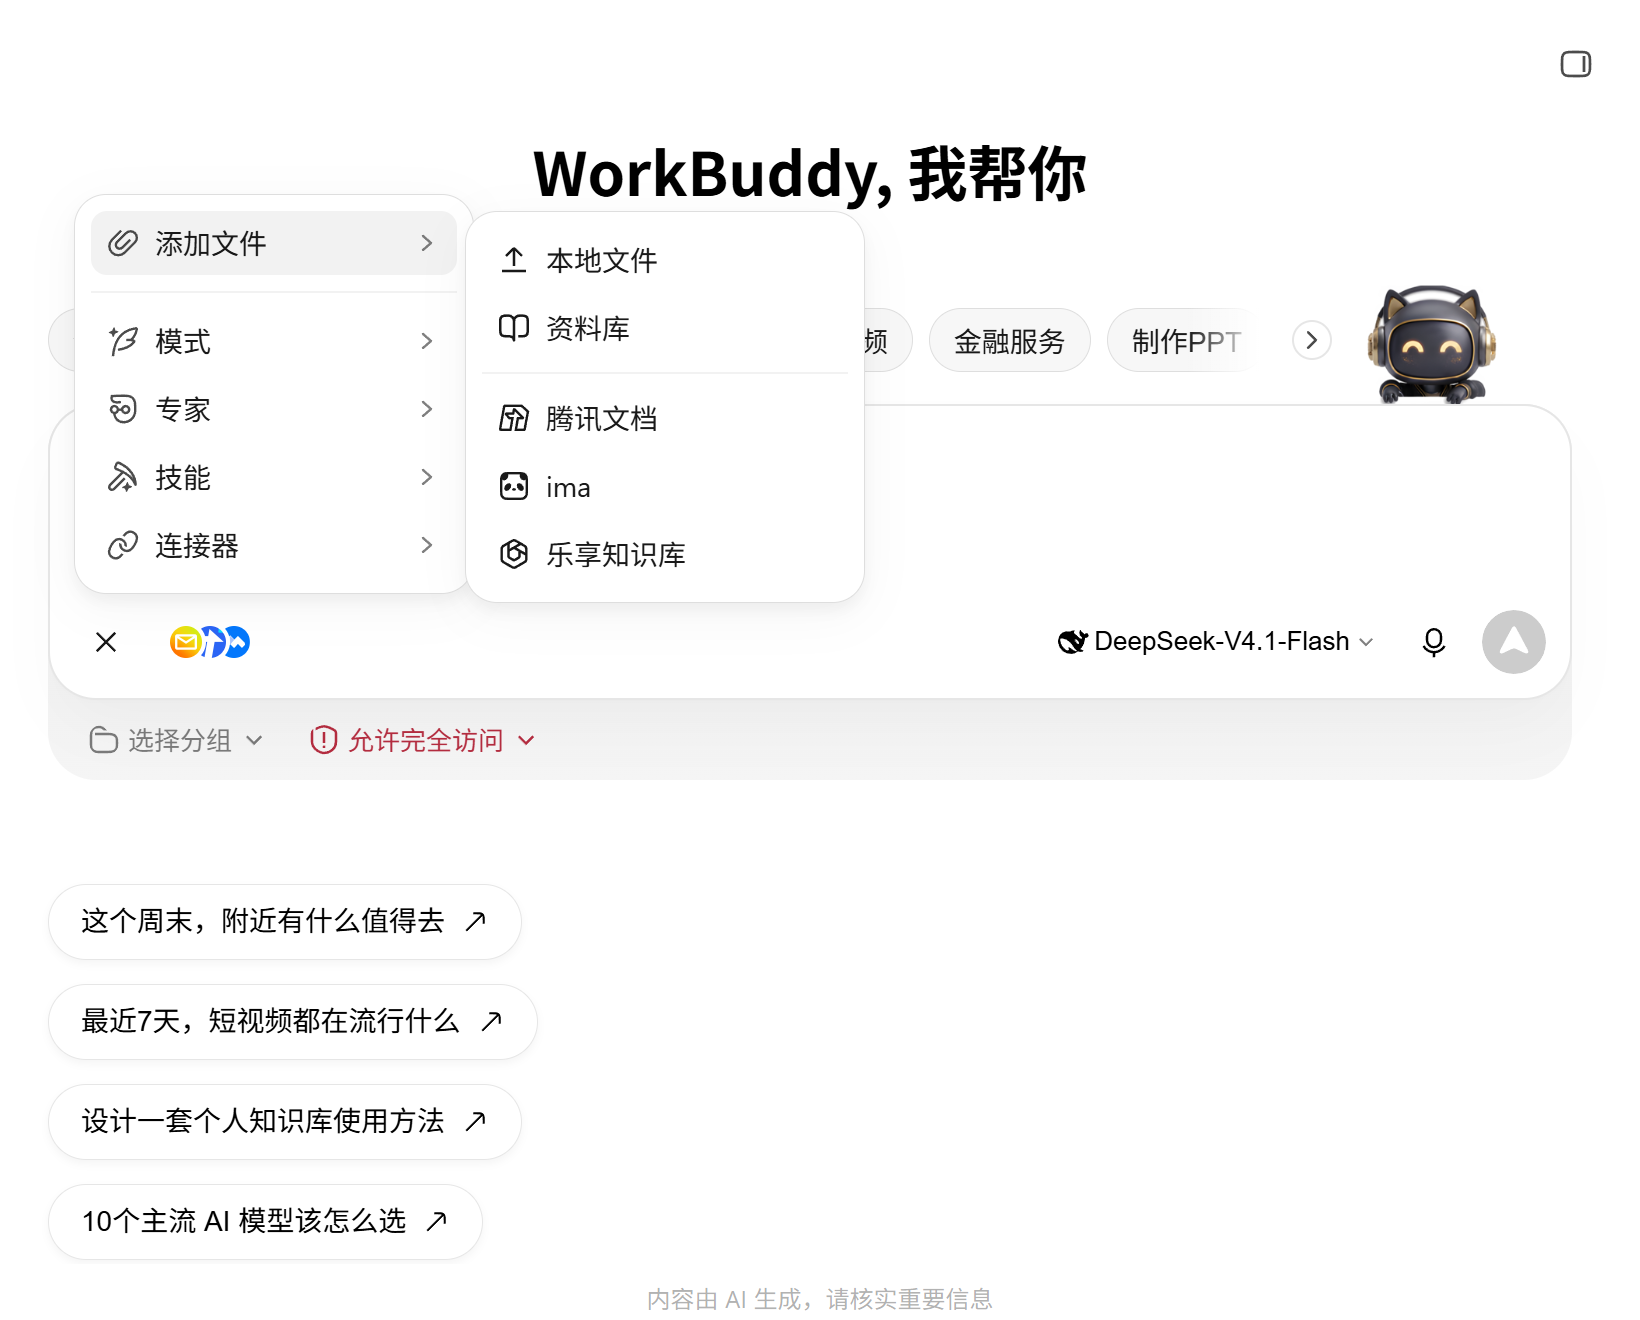 WorkBuddy, 我帮你
添加文件
模式
专家
技能
连接器
本地文件
资料库
腾讯文档
ima
乐享知识库
频
金融服务
制作PPT
DeepSeek-V4.1-Flash
选择分组
允许完全访问
这个周末，附近有什么值得去
最近7天，短视频都在流行什么
设计一套个人知识库使用方法
10个主流 AI 模型该怎么选
内容由 AI 生成，请核实重要信息